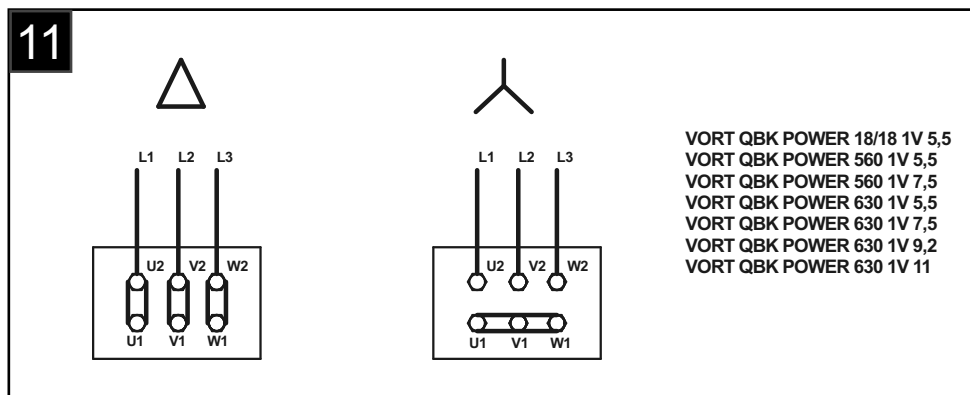 11
L1 L2 L3
U2 V2 W2
U1 V1 W1
L1 L2 L3
U2 V2 W2
U1 V1 W1
VORT QBK POWER 18/18 1V 5,5
VORT QBK POWER 560 1V 5,5
VORT QBK POWER 560 1V 7,5
VORT QBK POWER 630 1V 5,5
VORT QBK POWER 630 1V 7,5
VORT QBK POWER 630 1V 9,2
VORT QBK POWER 630 1V 11